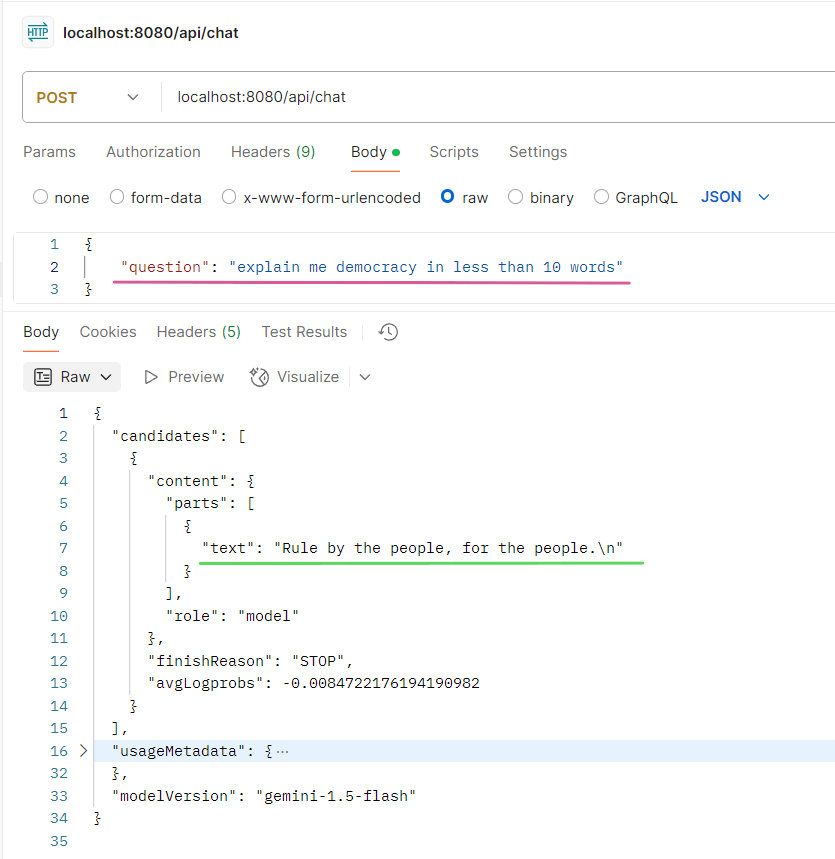 HTTP localhost:8080/api/chat
POST localhost:8080/api/chat
Params Authorization Headers (9) Body Scripts Settings
none form-data x-www-form-urlencoded raw binary GraphQL JSON
1 {
2 "question": "explain me democracy in less than 10 words"
3 }
Body Cookies Headers (5) Test Results
Raw Preview Visualize
1 {
2 "candidates": [
3 {
4 "content": {
5 "parts": [
6 {
7 "text": "Rule by the people, for the people.\n"
8 }
9 ],
10 "role": "model"
11 },
12 "finishReason": "STOP",
13 "avgLogprobs": -0.0084722176194190982
14 }
15 ],
16 "usageMetadata": { ···
32 },
33 "modelVersion": "gemini-1.5-flash"
34 }
35